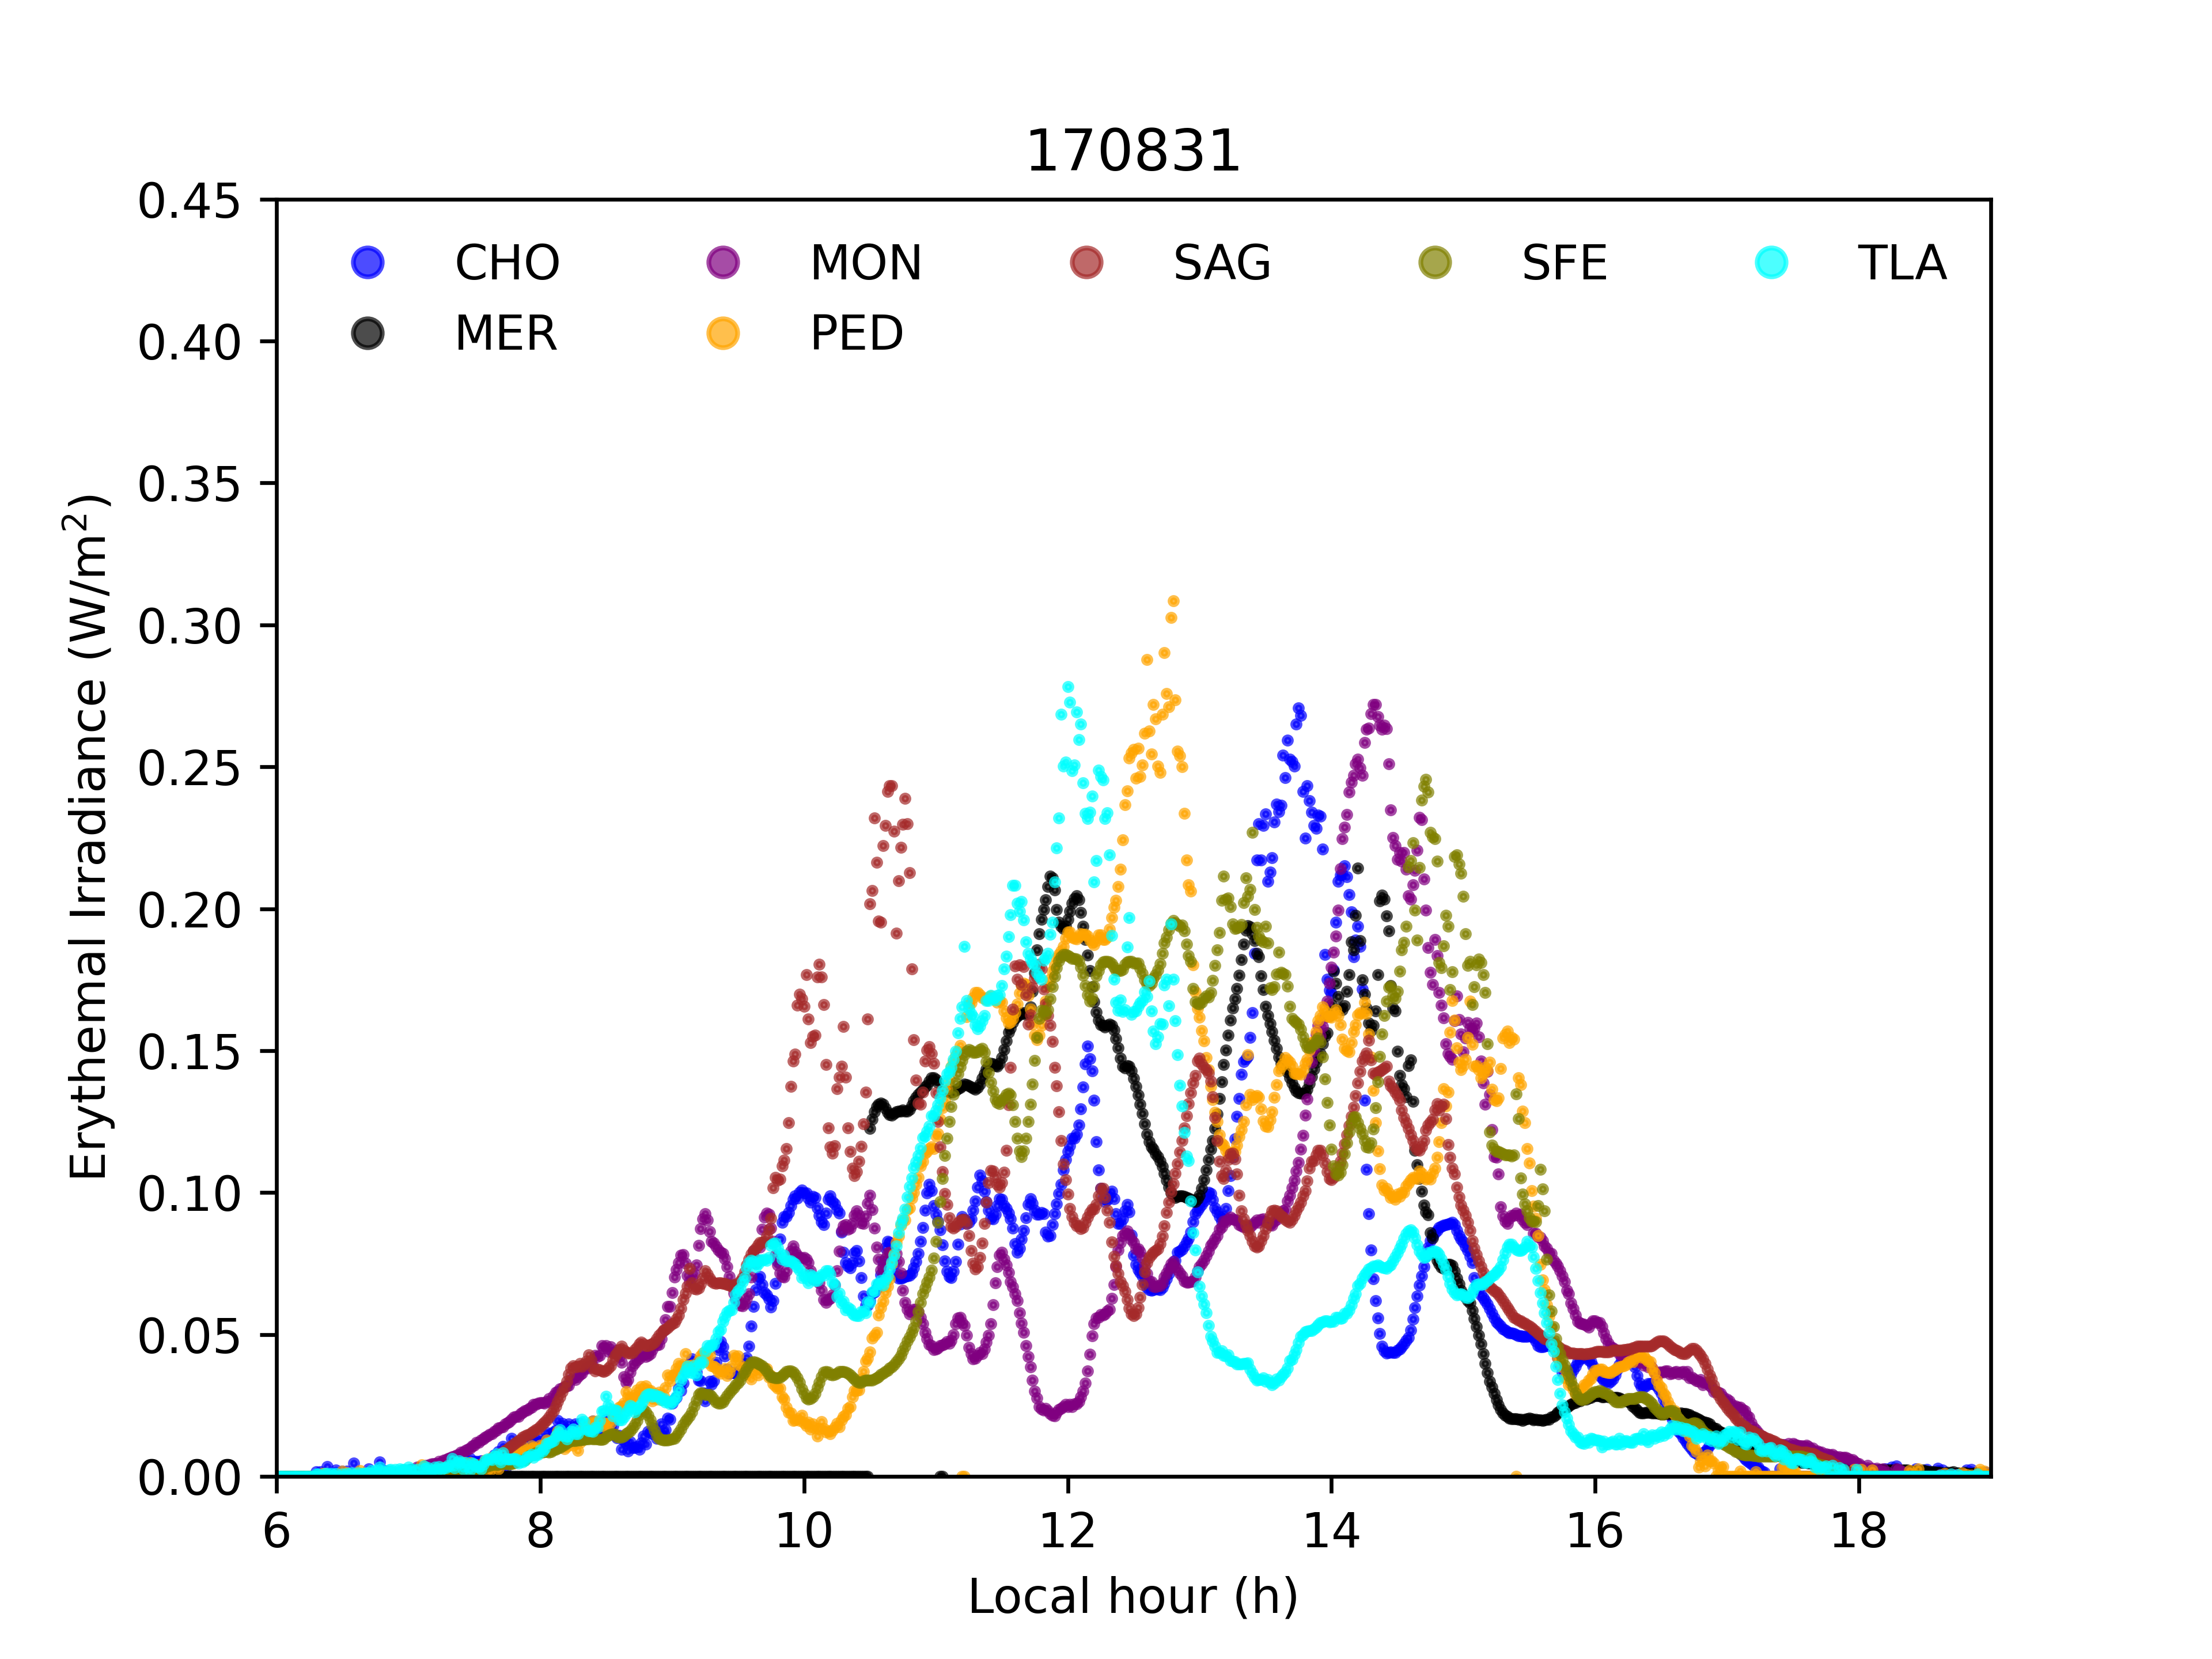 170831
Erythemal Irradiance (W/m²)
0.45
0.40
0.35
0.30
0.25
0.20
0.15
0.10
0.05
0.00
CHO MON SAG SFE TLA
MER PED
6 8 10 12 14 16 18
Local hour (h)